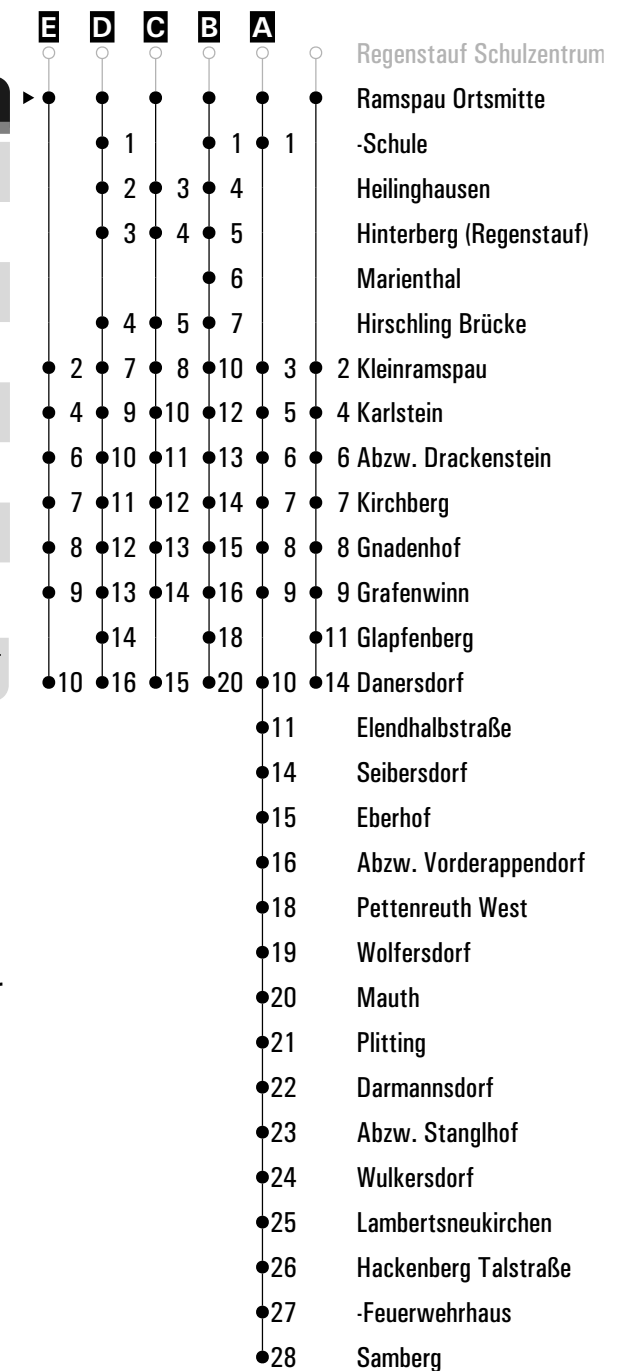 E D C B A
Regenstauf Schulzentrum
Ramspau Ortsmitte
1 1 1 -Schule
2 3 4 Heilinghausen
3 4 5 Hinterberg (Regenstauf)
6 Marienthal
4 5 7 Hirschling Brücke
2 7 8 10 3 2 Kleinramspau
4 9 10 12 5 4 Karlstein
6 10 11 13 6 6 Abzw. Drackenstein
7 11 12 14 7 7 Kirchberg
8 12 13 15 8 8 Gnadenhof
9 13 14 16 9 9 Grafenwinn
14 18 11 Glapfenberg
10 16 15 20 10 14 Danersdorf
11 Elendhalbstraße
14 Seibersdorf
15 Eberhof
16 Abzw. Vorderappendorf
18 Pettenreuth West
19 Wolfersdorf
20 Mauth
21 Plitting
22 Darmannsdorf
23 Abzw. Stanglhof
24 Wulkersdorf
25 Lambertsneukirchen
26 Hackenberg Talstraße
27 -Feuerwehrhaus
28 Samberg